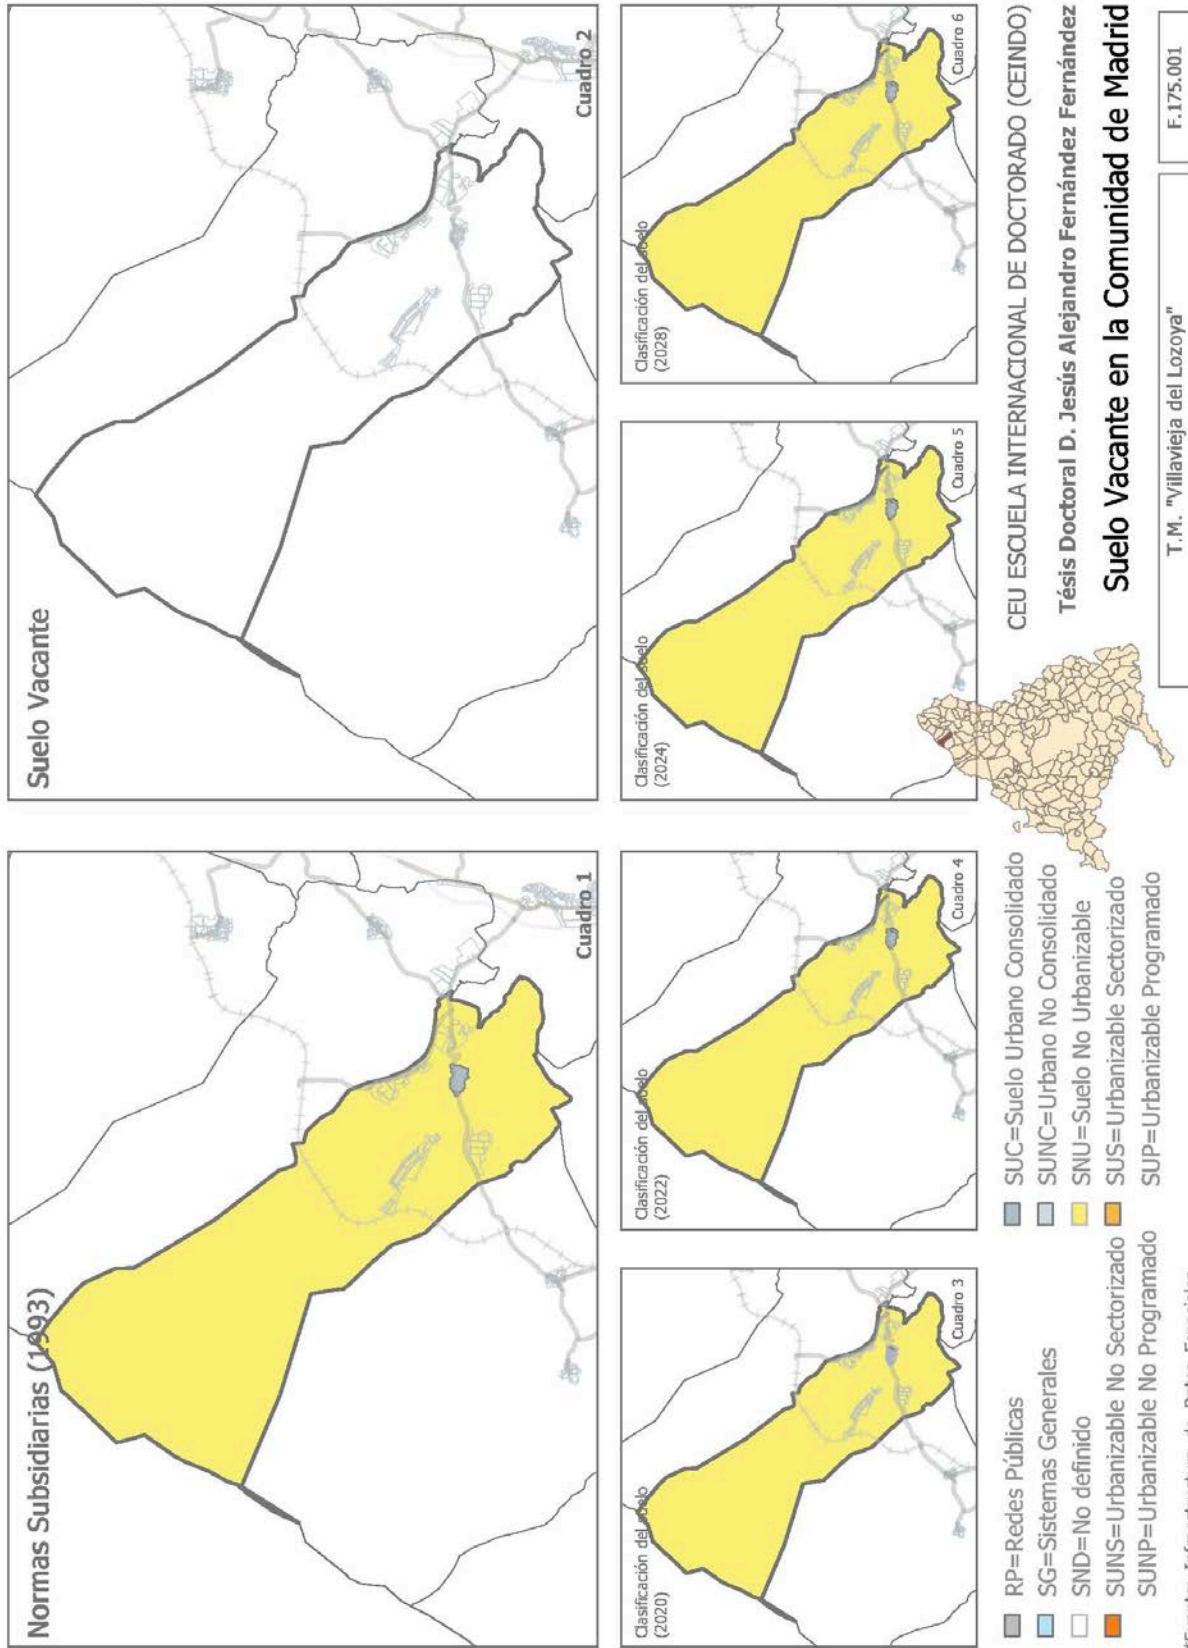 Normas Subsidiarias (1993)
Cuadro 1
Suelo Vacante
Cuadro 2
Clasificación del suelo
(2020)
Cuadro 3
Clasificación del suelo
(2022)
Cuadro 4
Clasificación del suelo
(2024)
Cuadro 5
Clasificación del suelo
(2028)
Cuadro 6
RP=Redes Públicas
SG=Sistemas Generales
SND=No definido
SUNS=Urbanizable No Sectorizado
SUNP=Urbanizable No Programado
SUC=Suelo Urbano Consolidado
SUNC=Urbano No Consolidado
SNU=Suelo No Urbanizable
SUS=Urbanizable Sectorizado
SUP=Urbanizable Programado
CEU ESCUELA INTERNACIONAL DE DOCTORADO (CEINDO)
Tésis Doctoral D. Jesús Alejandro Fernández Fernández
Suelo Vacante en la Comunidad de Madrid
T.M. "Villavieja del Lozoya"
F.175.001